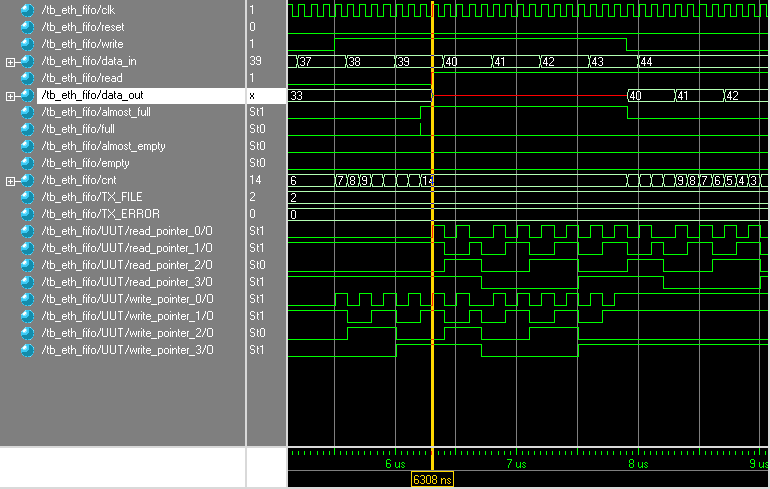 /tb_eth_fifo/clk 1
/tb_eth_fifo/reset 0
/tb_eth_fifo/write 1
/tb_eth_fifo/data_in 39 37 38 39 40 41 42 43 44
/tb_eth_fifo/read 1
/tb_eth_fifo/data_out x 33 40 41 42
/tb_eth_fifo/almost_full St1
/tb_eth_fifo/full St0
/tb_eth_fifo/almost_empty St0
/tb_eth_fifo/empty St0
/tb_eth_fifo/cnt 14 6 7 8 9 14 9 8 7 6 5 4 3
/tb_eth_fifo/TX_FILE 2 2
/tb_eth_fifo/TX_ERROR 0 0
/tb_eth_fifo/UUT/read_pointer_0/O St1
/tb_eth_fifo/UUT/read_pointer_1/O St1
/tb_eth_fifo/UUT/read_pointer_2/O St0
/tb_eth_fifo/UUT/read_pointer_3/O St1
/tb_eth_fifo/UUT/write_pointer_0/O St1
/tb_eth_fifo/UUT/write_pointer_1/O St1
/tb_eth_fifo/UUT/write_pointer_2/O St0
/tb_eth_fifo/UUT/write_pointer_3/O St1
6 us 7 us 8 us 9 us
6308 ns